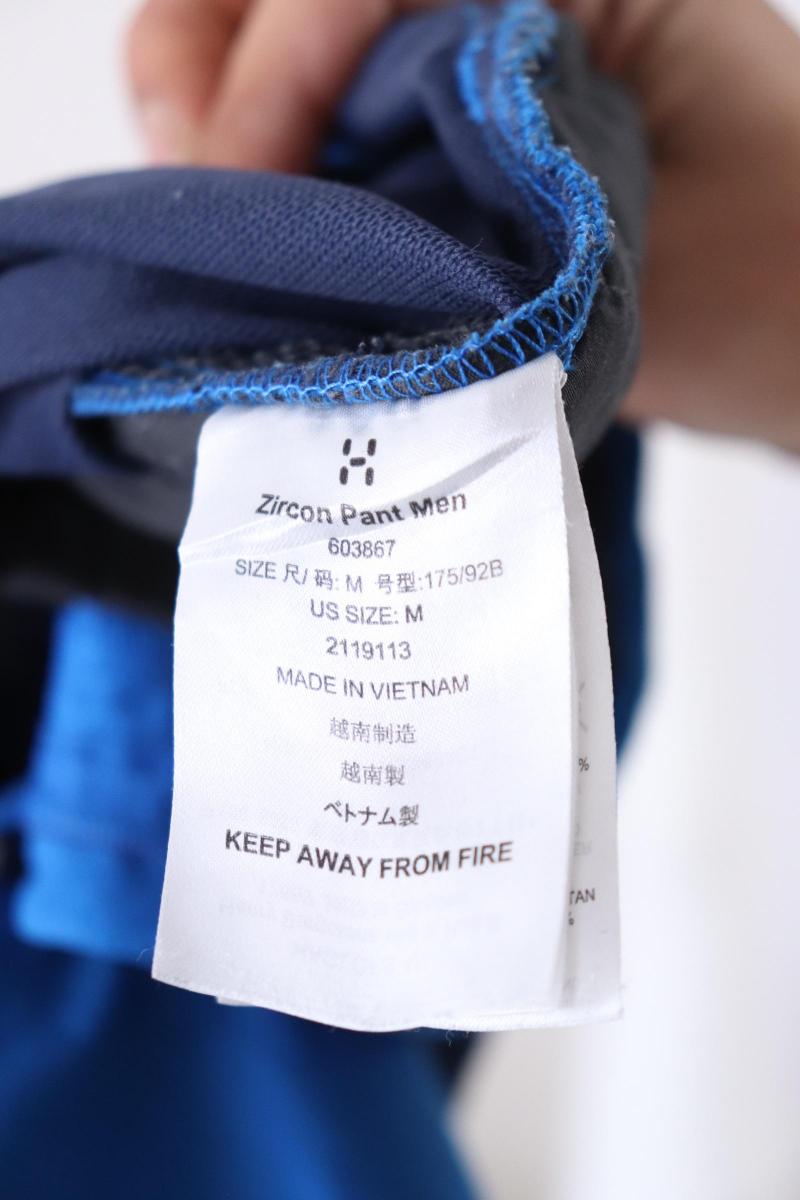 Zircon Pant Men
603867
SIZE 尺/ 码: M 号型:175/92B
US SIZE: M
2119113
MADE IN VIETNAM
越南制造
越南製
ベトナム製
KEEP AWAY FROM FIRE
%
TAN
%